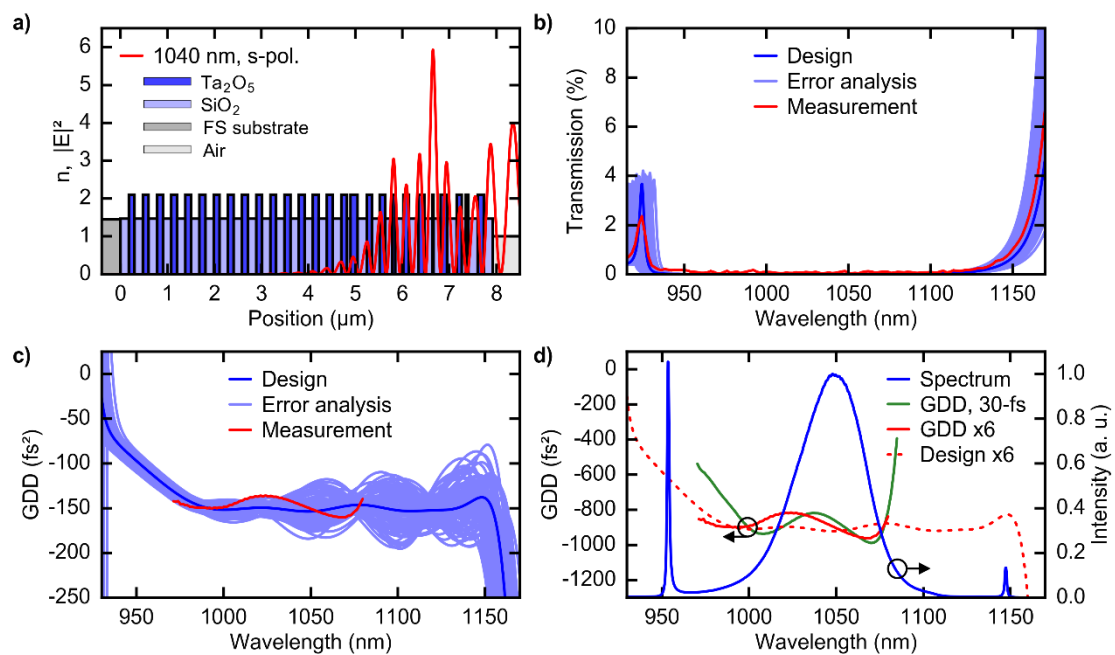 a)
1040 nm, s-pol.
Ta₂O₅
SiO₂
FS substrate
Air
n, |E|²
6
5
4
3
2
1
0
0 1 2 3 4 5 6 7 8
Position (µm)
b)
Design
Error analysis
Measurement
Transmission (%)
10
8
6
4
2
0
950 1000 1050 1100 1150
Wavelength (nm)
c)
Design
Error analysis
Measurement
GDD (fs²)
0
-50
-100
-150
-200
-250
950 1000 1050 1100 1150
Wavelength (nm)
d)
Spectrum
GDD, 30-fs
GDD x6
Design x6
GDD (fs²)
0
-200
-400
-600
-800
-1000
-1200
950 1000 1050 1100 1150
Wavelength (nm)
1.0
0.8
0.6
0.4
0.2
0.0
Intensity (a. u.)